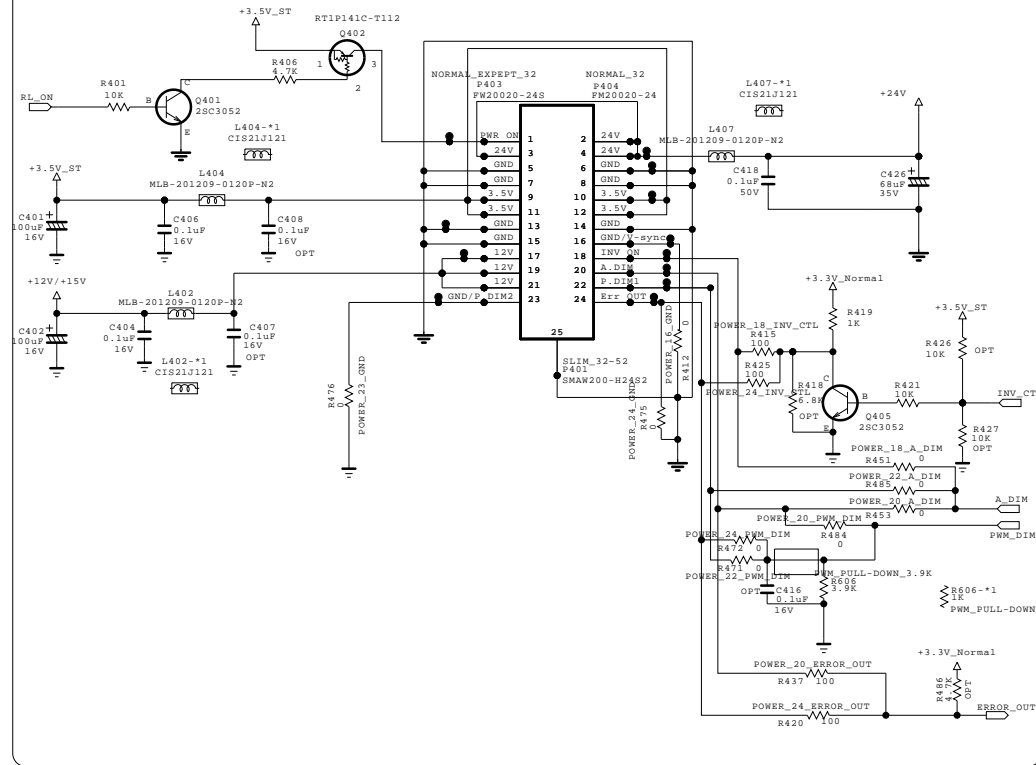 +3.5V_ST
RT1P141C-T112
Q402
1
3
2
R406
4.7K
R401
10K
RL_ON
B
C
E
Q401
2SC3052
L404-*1
CIS21J121
+3.5V_ST
L404
MLB-201209-0120P-N2
C401
100uF
16V
C406
0.1uF
16V
C408
0.1uF
16V
OPT
+12V/+15V
L402
MLB-201209-0120P-N2
C402
100uF
16V
C404
0.1uF
16V
C407
0.1uF
16V
OPT
L402-*1
CIS21J121
NORMAL_EXPEPT_32
P403
FW20020-24S
NORMAL_32
P404
FM20020-24
PWR ON
1
2
24V
24V
3
4
24V
GND
5
6
GND
GND
7
8
GND
3.5V
9
10
3.5V
3.5V
11
12
3.5V
GND
13
14
GND
GND
15
16
GND/V-sync
12V
17
18
INV ON
12V
19
20
A.DIM
12V
21
22
P.DIM1
GND/P.DIM2
23
24
Err OUT
25
SLIM_32-52
P401
SMAW200-H24S2
R476
0
POWER_23_GND
POWER_24_GND
R475
0
POWER_16_GND
R412
0
L407-*1
CIS21J121
L407
MLB-201209-0120P-N2
+24V
C418
0.1uF
50V
C426
68uF
35V
+3.3V_Normal
R419
1K
+3.5V_ST
R426
10K
OPT
POWER_18_INV_CTL
R415
100
R425
100
POWER_24_INV_CTL
R418
6.8K
OPT
C
B
E
Q405
2SC3052
R421
10K
INV_CT
R427
10K
OPT
POWER_18_A_DIM
R451
0
POWER_22_A_DIM
R485
0
POWER_20_A_DIM
R453
0
A_DIM
POWER_20_PWM_DIM
R484
0
PWM_DIM
POWER_24_PWM_DIM
R472
0
R471
0
POWER_22_PWM_DIM
OPT
C416
0.1uF
16V
PWM_PULL-DOWN_3.9K
R606
3.9K
R606-*1
1K
PWM_PULL-DOWN
+3.3V_Normal
POWER_20_ERROR_OUT
R437
100
R486
4.7K
OPT
POWER_24_ERROR_OUT
R420
100
ERROR_OUT